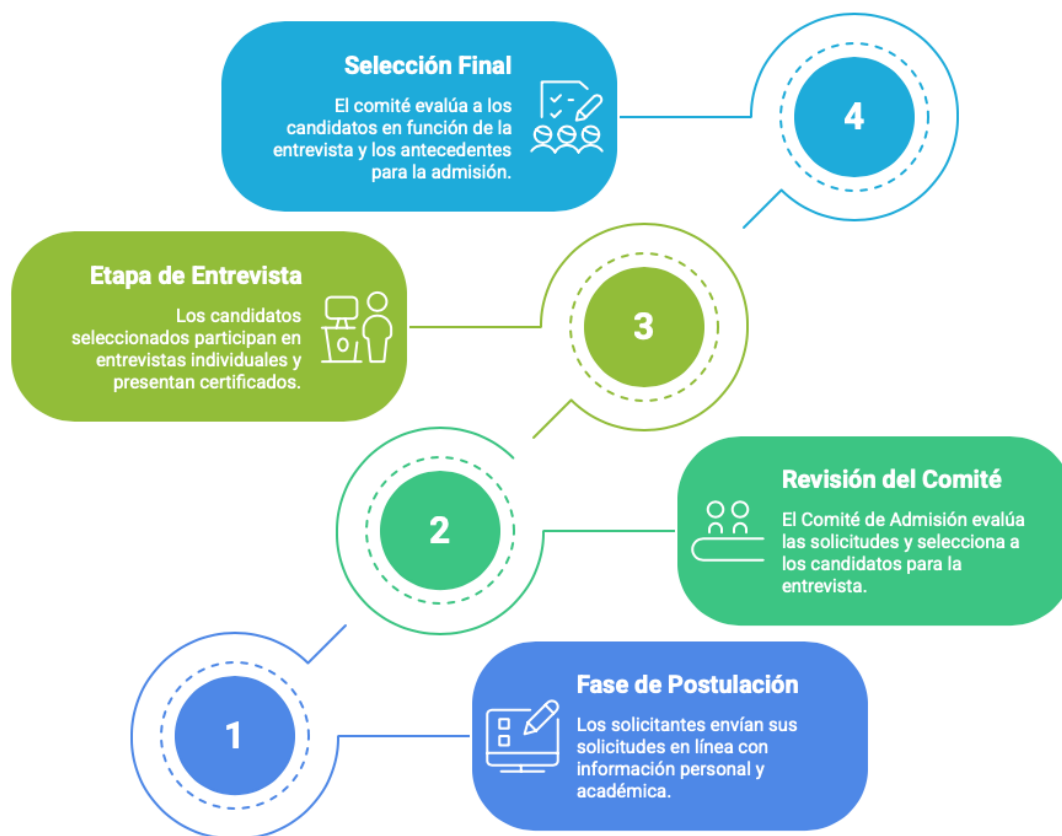 Selección Final
El comité evalúa a los
candidatos en función de la
entrevista y los antecedentes
para la admisión.
4
Etapa de Entrevista
Los candidatos
seleccionados participan en
entrevistas individuales y
presentan certificados.
3
2
Revisión del Comité
El Comité de Admisión evalúa
las solicitudes y selecciona a
los candidatos para la
entrevista.
1
Fase de Postulación
Los solicitantes envían sus
solicitudes en línea con
información personal y
académica.